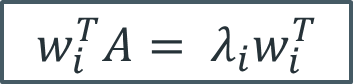 w_i^T A = λ_i w_i^T